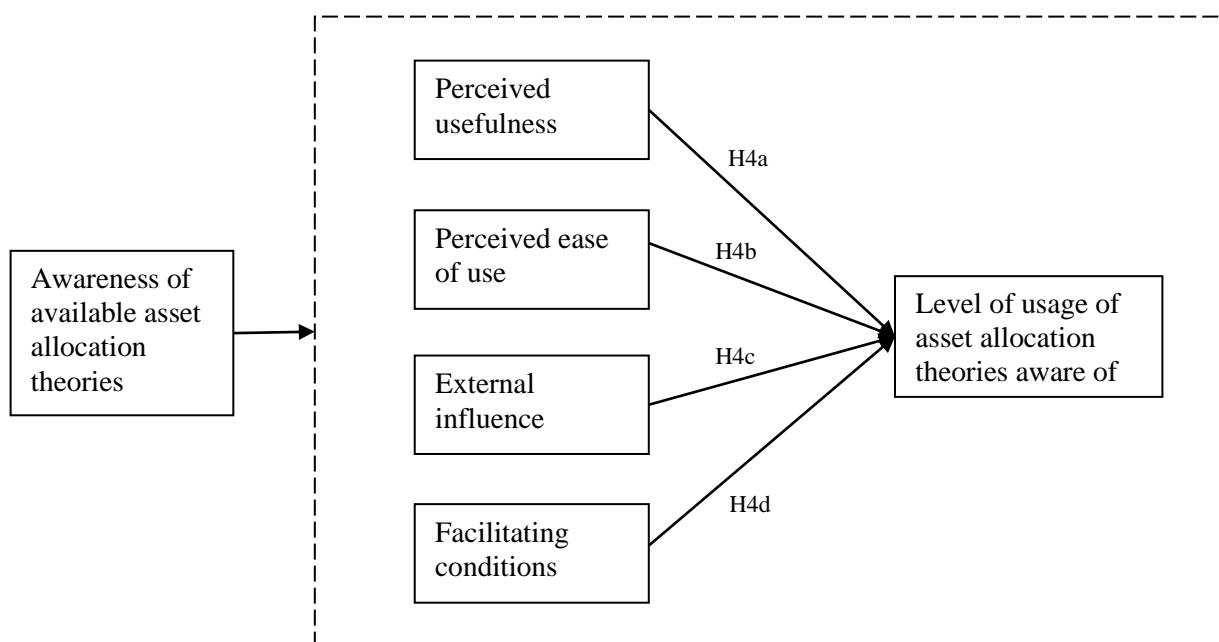 Perceived
usefulness
H4a
Perceived ease
of use
H4b
Awareness of
available asset
allocation
theories
Level of usage of
asset allocation
theories aware of
External
influence
H4c
Facilitating
conditions
H4d